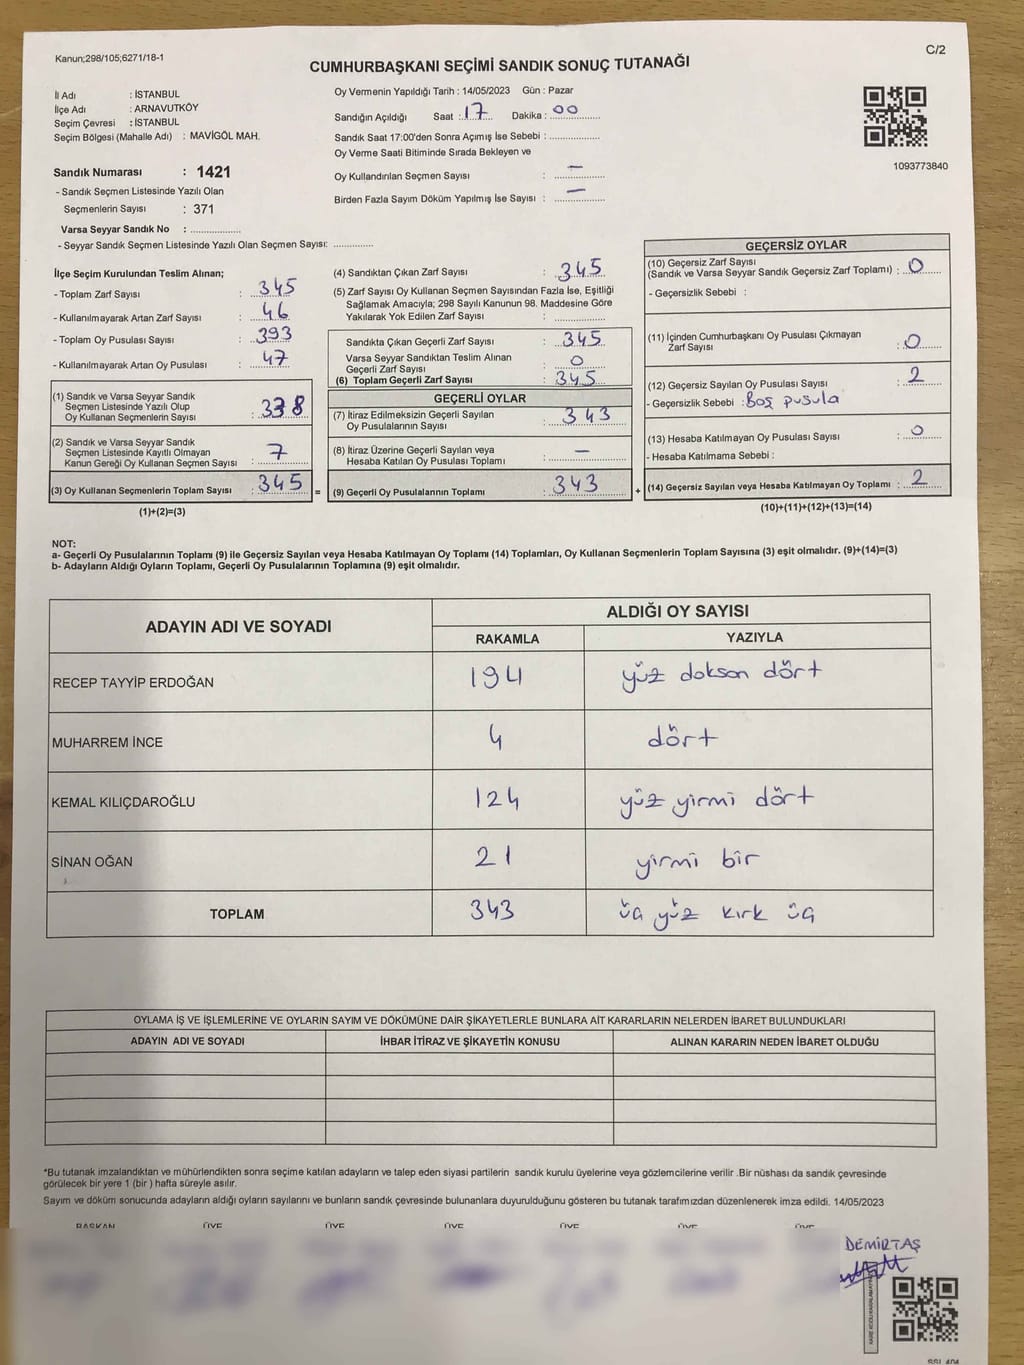 Kanun;298/105;6271/18-1
C/2
CUMHURBAŞKANI SEÇİMİ SANDIK SONUÇ TUTANAĞI
İl Adı : İSTANBUL
İlçe Adı : ARNAVUTKÖY
Seçim Çevresi : İSTANBUL
Seçim Bölgesi (Mahalle Adı) : MAVİGÖL MAH.
Oy Vermenin Yapıldığı Tarih : 14/05/2023 Gün : Pazar
Sandığın Açıldığı Saat : 17 Dakika : 00
Sandık Saat 17:00'den Sonra Açımış İse Sebebi :
Oy Verme Saati Bitiminde Sırada Bekleyen ve
Oy Kullandırılan Seçmen Sayısı : —
Birden Fazla Sayım Döküm Yapılmış İse Sayısı : —
1093773840
Sandık Numarası : 1421
- Sandık Seçmen Listesinde Yazılı Olan
Seçmenlerin Sayısı : 371
Varsa Seyyar Sandık No :
- Seyyar Sandık Seçmen Listesinde Yazılı Olan Seçmen Sayısı:
İlçe Seçim Kurulundan Teslim Alınan;
- Toplam Zarf Sayısı : 345
- Kullanılmayarak Artan Zarf Sayısı : 46
- Toplam Oy Pusulası Sayısı : 393
- Kullanılmayarak Artan Oy Pusulası : 47
(1) Sandık ve Varsa Seyyar Sandık
Seçmen Listesinde Yazılı Olup
Oy Kullanan Seçmenlerin Sayısı : 338
(2) Sandık ve Varsa Seyyar Sandık
Seçmen Listesinde Kayıtlı Olmayan
Kanun Gereği Oy Kullanan Seçmen Sayısı : 7
(3) Oy Kullanan Seçmenlerin Toplam Sayısı : 345 =
(1)+(2)=(3)
(4) Sandıktan Çıkan Zarf Sayısı : 345
(5) Zarf Sayısı Oy Kullanan Seçmen Sayısından Fazla İse, Eşitliği
Sağlamak Amacıyla; 298 Sayılı Kanunun 98. Maddesine Göre
Yakılarak Yok Edilen Zarf Sayısı :
Sandıkta Çıkan Geçerli Zarf Sayısı : 345
Varsa Seyyar Sandıktan Teslim Alınan
Geçerli Zarf Sayısı : 0
(6) Toplam Geçerli Zarf Sayısı : 345
GEÇERLİ OYLAR
(7) İtiraz Edilmeksizin Geçerli Sayılan
Oy Pusulalarının Sayısı : 343
(8) İtiraz Üzerine Geçerli Sayılan veya
Hesaba Katılan Oy Pusulası Toplamı : —
(9) Geçerli Oy Pusulalarının Toplamı : 343 +
GEÇERSİZ OYLAR
(10) Geçersiz Zarf Sayısı
(Sandık ve Varsa Seyyar Sandık Geçersiz Zarf Toplamı) : 0
- Geçersizlik Sebebi :
(11) İçinden Cumhurbaşkanı Oy Pusulası Çıkmayan
Zarf Sayısı : 0
(12) Geçersiz Sayılan Oy Pusulası Sayısı : 2
- Geçersizlik Sebebi : Boş pusula
(13) Hesaba Katılmayan Oy Pusulası Sayısı : 0
- Hesaba Katılmama Sebebi :
(14) Geçersiz Sayılan veya Hesaba Katılmayan Oy Toplamı : 2
(10)+(11)+(12)+(13)=(14)
NOT:
a- Geçerli Oy Pusulalarının Toplamı (9) ile Geçersiz Sayılan veya Hesaba Katılmayan Oy Toplamı (14) Toplamları, Oy Kullanan Seçmenlerin Toplam Sayısına (3) eşit olmalıdır. (9)+(14)=(3)
b- Adayların Aldığı Oyların Toplamı, Geçerli Oy Pusulalarının Toplamına (9) eşit olmalıdır.
ADAYIN ADI VE SOYADI ALDIĞI OY SAYISI
RAKAMLA YAZIYLA
RECEP TAYYİP ERDOĞAN 194 yüz doksan dört
MUHARREM İNCE 4 dört
KEMAL KILIÇDAROĞLU 124 yüz yirmi dört
SİNAN OĞAN 21 yirmi bir
TOPLAM 343 üç yüz kırk üç
OYLAMA İŞ VE İŞLEMLERİNE VE OYLARIN SAYIM VE DÖKÜMÜNE DAİR ŞİKAYETLERLE BUNLARA AİT KARARLARIN NELERDEN İBARET BULUNDUKLARI
ADAYIN ADI VE SOYADI İHBAR İTİRAZ VE ŞİKAYETİN KONUSU ALINAN KARARIN NEDEN İBARET OLDUĞU
*Bu tutanak imzalandıktan ve mühürlendikten sonra seçime katılan adayların ve talep eden siyasi partilerin sandık kurulu üyelerine veya gözlemcilerine verilir .Bir nüshası da sandık çevresinde
görülecek bir yere 1 (bir ) hafta süreyle asılır.
Sayım ve döküm sonucunda adayların aldığı oyların sayılarını ve bunların sandık çevresinde bulunanlara duyurulduğunu gösteren bu tutanak tarafımızdan düzenlenerek imza edildi. 14/05/2023
BAŞKAN ÜYE ÜYE ÜYE ÜYE ÜYE ÜYE
DEMİRTAŞ